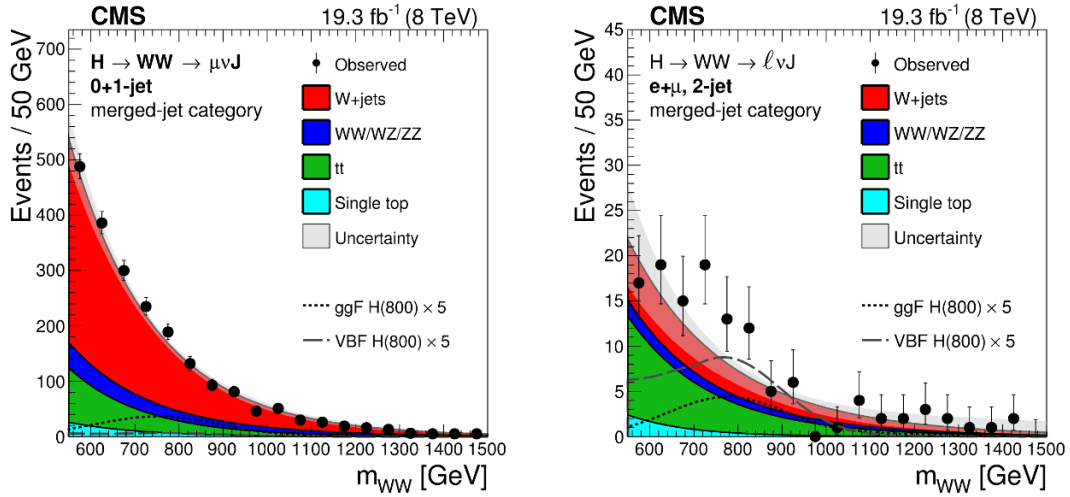 CMS
19.3 fb⁻¹ (8 TeV)
Events / 50 GeV
700
600
500
400
300
200
100
0
H → WW → μνJ
0+1-jet
merged-jet category
Observed
W+jets
WW/WZ/ZZ
tt
Single top
Uncertainty
ggF H(800) × 5
VBF H(800) × 5
600 700 800 900 1000 1100 1200 1300 1400 1500
m_WW [GeV]
CMS
19.3 fb⁻¹ (8 TeV)
Events / 50 GeV
45
40
35
30
25
20
15
10
5
0
H → WW → ℓνJ
e+μ, 2-jet
merged-jet category
Observed
W+jets
WW/WZ/ZZ
tt
Single top
Uncertainty
ggF H(800) × 5
VBF H(800) × 5
600 700 800 900 1000 1100 1200 1300 1400 1500
m_WW [GeV]